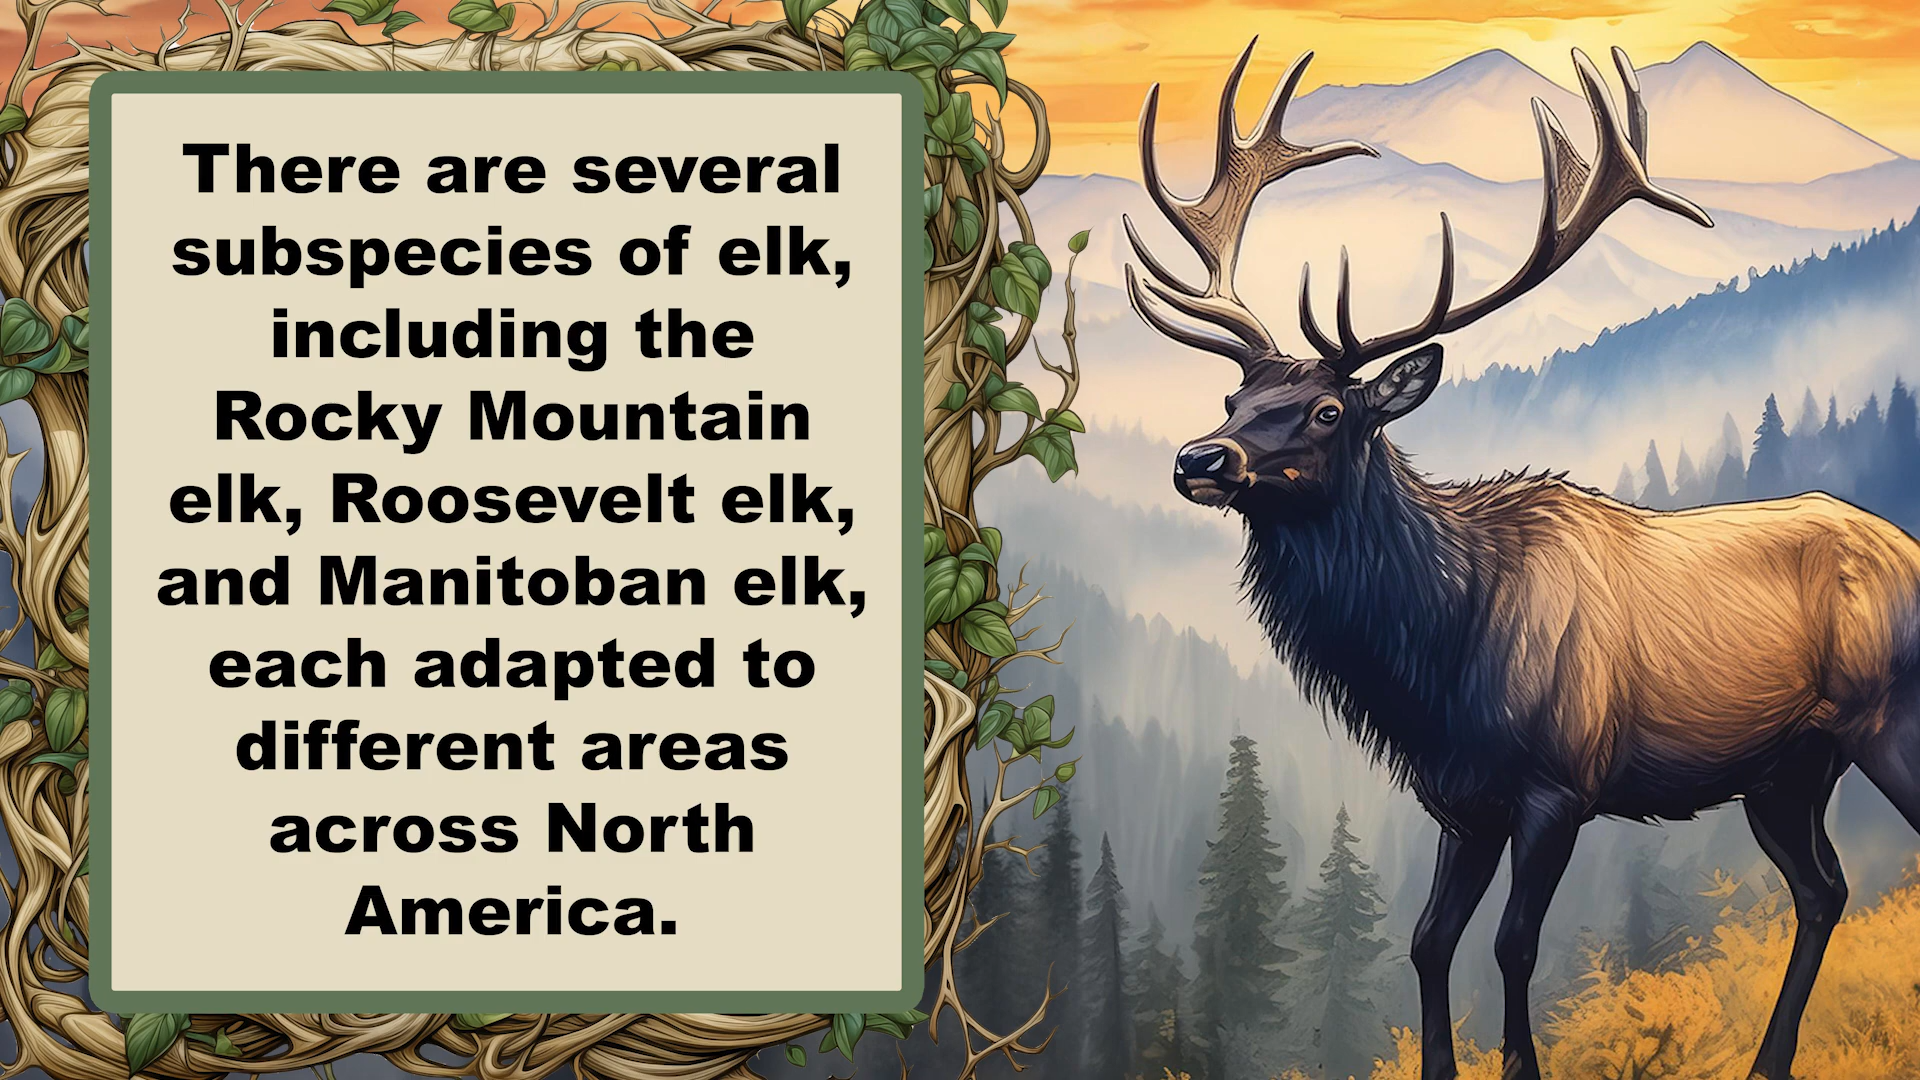 There are several
subspecies of elk,
including the
Rocky Mountain
elk, Roosevelt elk,
and Manitoban elk,
each adapted to
different areas
across North
America.